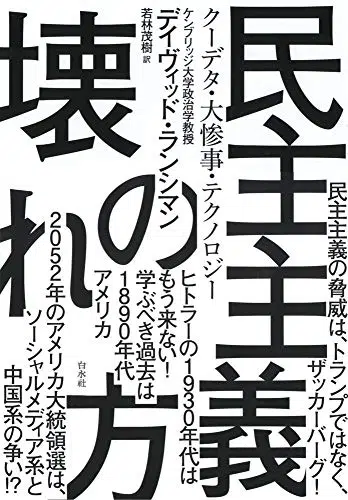 民主主義の
壊れ方
クーデタ・大惨事・テクノロジー
ケンブリッジ大学政治学教授
デイヴィッド・ランシマン
若林茂樹 訳
民主主義の脅威は、トランプではなく、
ザッカーバーグ!
ヒトラーの1930年代は
もう来ない!
学ぶべき過去は
1890年代
アメリカ
2052年のアメリカ大統領選は、
ソーシャルメディア系と
中国系の争い!?
白水社